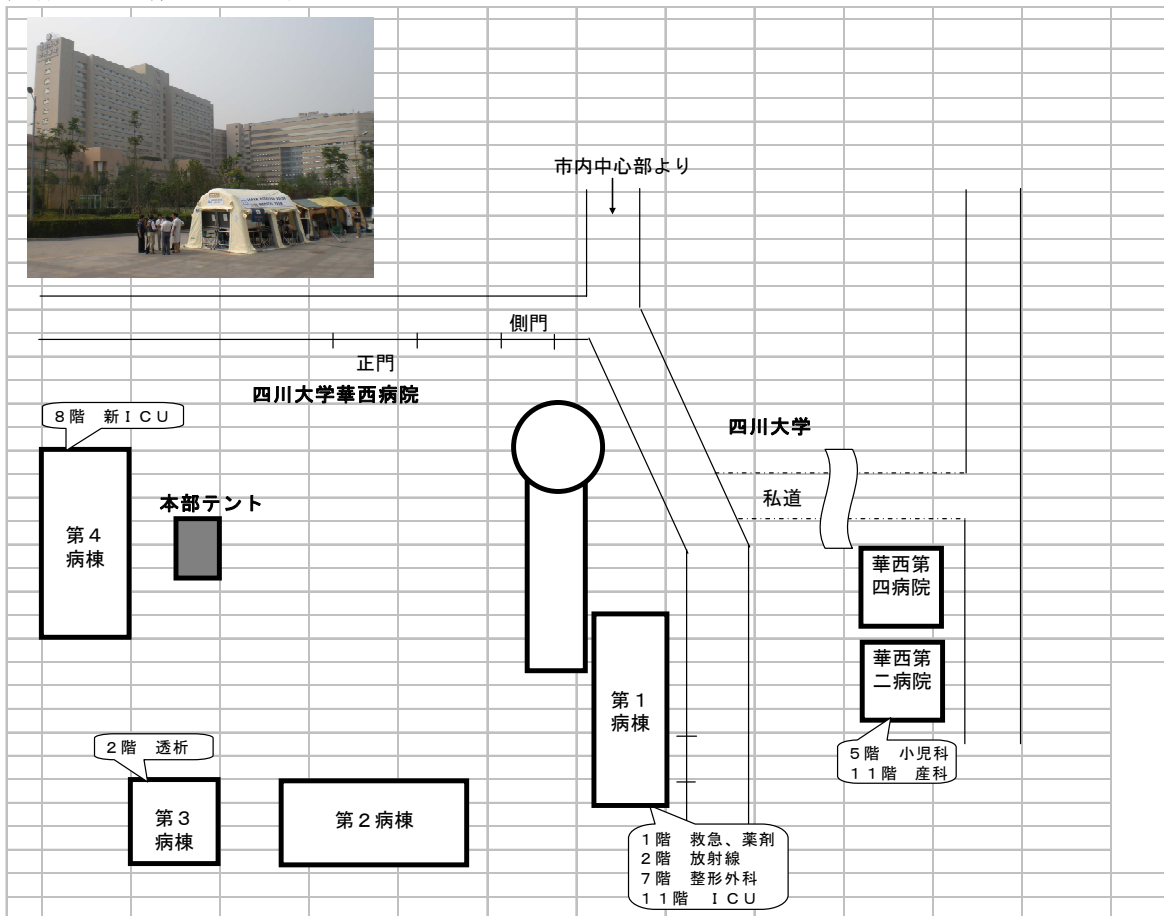 市内中心部より
側門
正門
四川大学華西病院
8階 新ICU
四川大学
本部テント
私道
第4
病棟
華西第
四病院
華西第
二病院
第1
病棟
2階 透析
5階 小児科
11階 産科
第3
病棟
第2病棟
1階 救急、薬剤
2階 放射線
7階 整形外科
11階 ICU